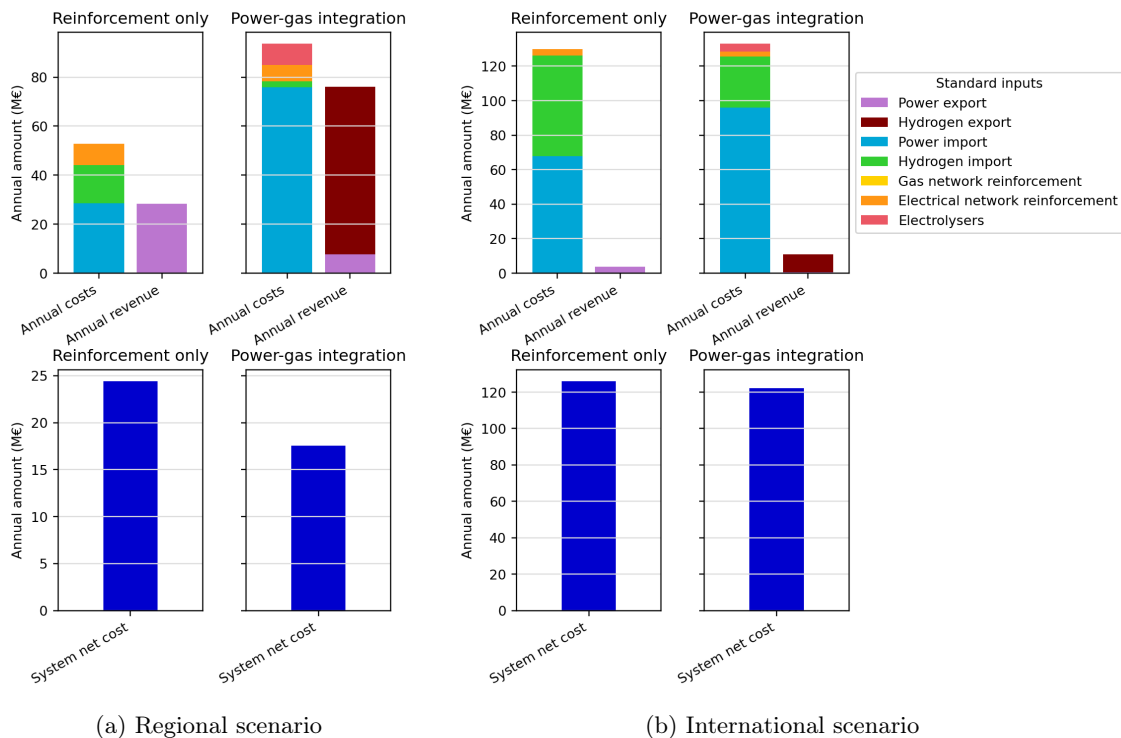 Reinforcement only
Power-gas integration
Reinforcement only
Power-gas integration
Annual amount (M€)
80
60
40
20
0
Annual costs
Annual revenue
Annual costs
Annual revenue
Annual amount (M€)
120
100
80
60
40
20
0
Annual costs
Annual revenue
Annual costs
Annual revenue
Standard inputs
Power export
Hydrogen export
Power import
Hydrogen import
Gas network reinforcement
Electrical network reinforcement
Electrolysers
Reinforcement only
Power-gas integration
Reinforcement only
Power-gas integration
Annual amount (M€)
25
20
15
10
5
0
System net cost
System net cost
Annual amount (M€)
120
100
80
60
40
20
0
System net cost
System net cost
(a) Regional scenario
(b) International scenario